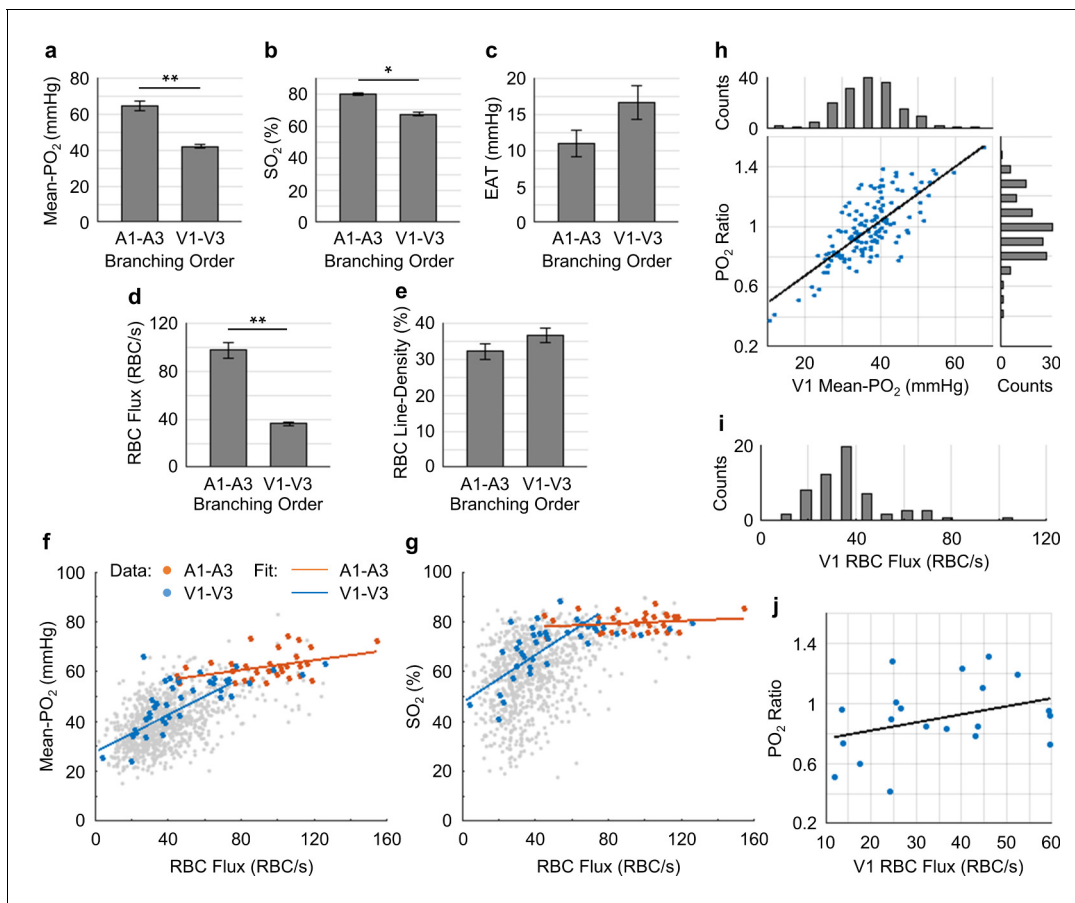 a
Mean-PO2 (mmHg)
80
60
40
20
0
**
A1-A3 V1-V3
Branching Order
b
SO2 (%)
80
60
40
20
0
*
A1-A3 V1-V3
Branching Order
c
EAT (mmHg)
20
15
10
5
0
A1-A3 V1-V3
Branching Order
d
RBC Flux (RBC/s)
120
80
40
0
**
A1-A3 V1-V3
Branching Order
e
RBC Line-Density (%)
40
30
20
10
0
A1-A3 V1-V3
Branching Order
f
Mean-PO2 (mmHg)
100
80
60
40
20
0
Data: A1-A3 Fit: A1-A3
V1-V3 V1-V3
0 40 80 120 160
RBC Flux (RBC/s)
g
SO2 (%)
100
80
60
40
20
0
0 40 80 120 160
RBC Flux (RBC/s)
h
Counts
40
0
PO2 Ratio
1.4
1
0.6
0.2
20 40 60
V1 Mean-PO2 (mmHg)
0 30
Counts
i
Counts
20
0
0 40 80 120
V1 RBC Flux (RBC/s)
j
PO2 Ratio
1.4
1
0.6
0.2
10 20 30 40 50 60
V1 RBC Flux (RBC/s)